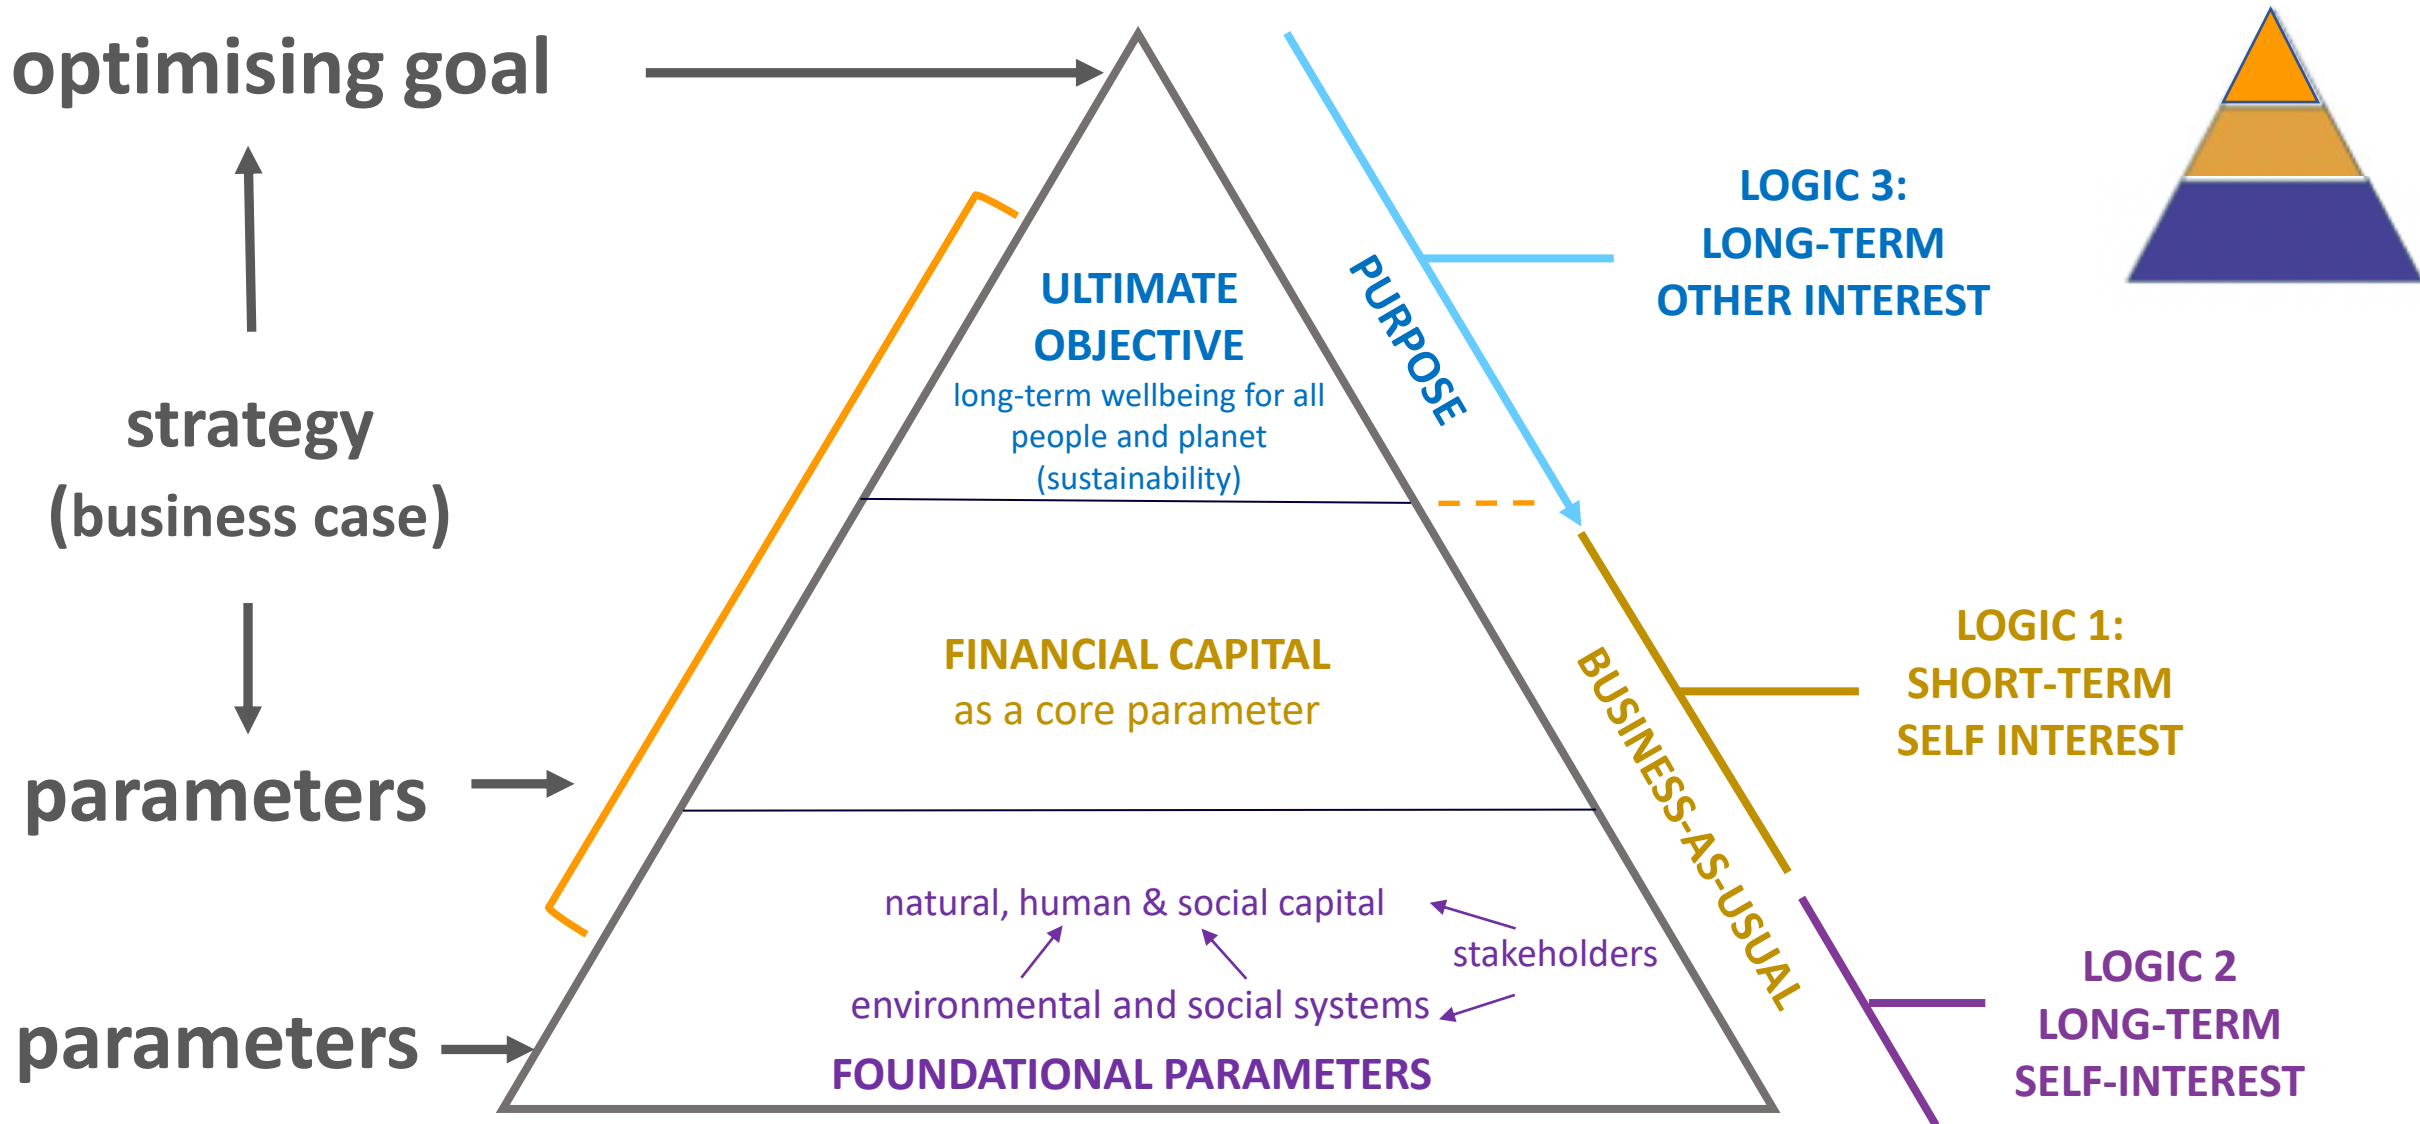 optimising goal
strategy
(business case)
parameters
parameters
ULTIMATE
OBJECTIVE
long-term wellbeing for all
people and planet
(sustainability)
FINANCIAL CAPITAL
as a core parameter
natural, human & social capital
stakeholders
environmental and social systems
FOUNDATIONAL PARAMETERS
PURPOSE
BUSINESS-AS-USUAL
LOGIC 3:
LONG-TERM
OTHER INTEREST
LOGIC 1:
SHORT-TERM
SELF INTEREST
LOGIC 2
LONG-TERM
SELF-INTEREST